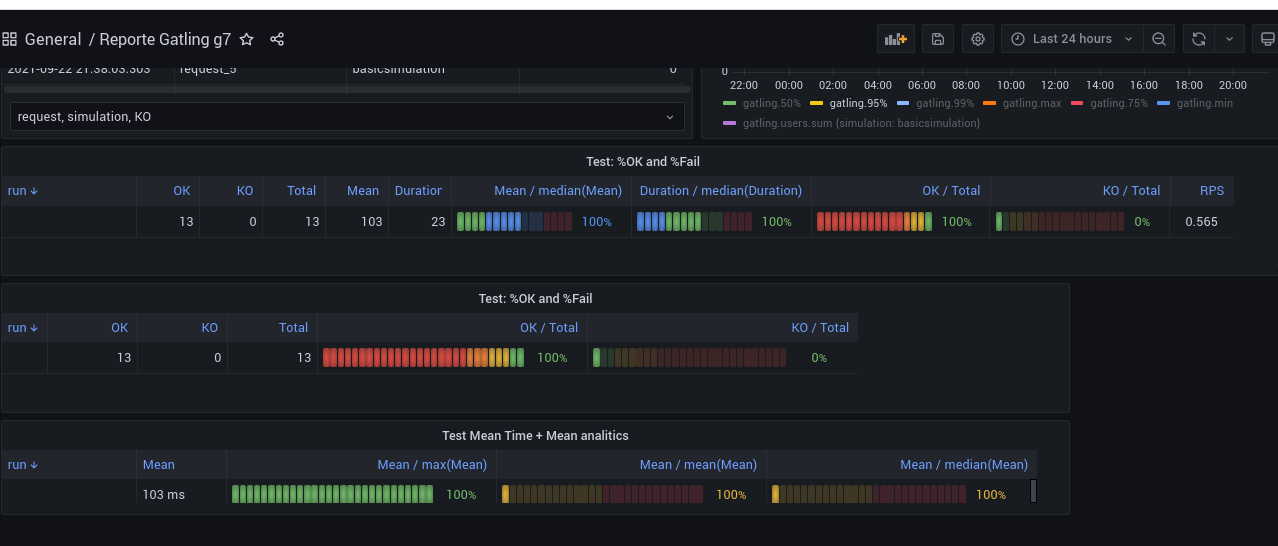 General / Reporte Gatling g7
Last 24 hours
2021-09-22 21:38:03.303 request_5 basicsimulation 0
request, simulation, KO
0
22:00 00:00 02:00 04:00 06:00 08:00 10:00 12:00 14:00 16:00 18:00 20:00
gatling.50% gatling.95% gatling.99% gatling.max gatling.75% gatling.min
gatling.users.sum {simulation: basicsimulation}
Test: %OK and %Fail
run OK KO Total Mean Duration Mean / median(Mean) Duration / median(Duration) OK / Total KO / Total RPS
13 0 13 103 23 100% 100% 100% 0% 0.565
Test: %OK and %Fail
run OK KO Total OK / Total KO / Total
13 0 13 100% 0%
Test Mean Time + Mean analitics
run Mean Mean / max(Mean) Mean / mean(Mean) Mean / median(Mean)
103 ms 100% 100% 100%